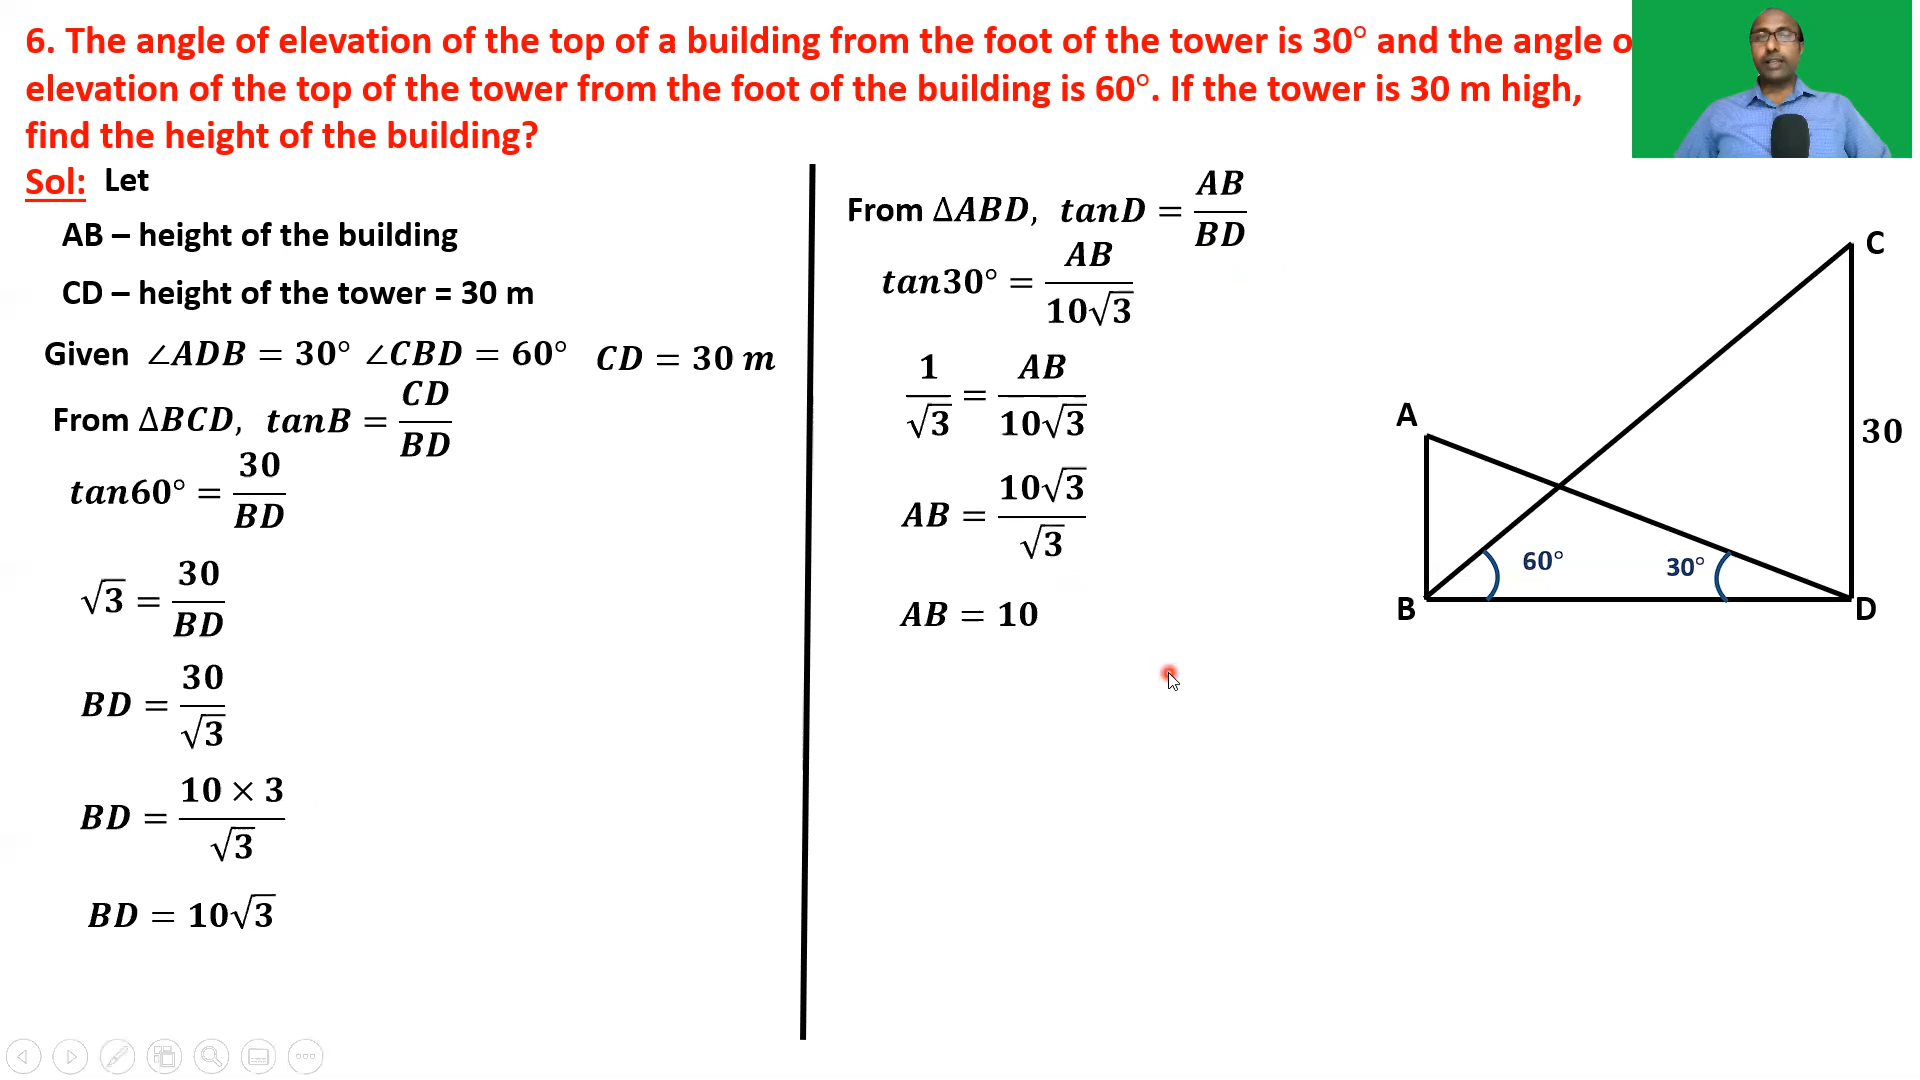 6. The angle of elevation of the top of a building from the foot of the tower is 30° and the angle o
elevation of the top of the tower from the foot of the building is 60°. If the tower is 30 m high,
find the height of the building?
Sol: Let
AB – height of the building
CD – height of the tower = 30 m
Given ∠ADB = 30° ∠CBD = 60° CD = 30 m
From ΔBCD, tanB = CD/BD
tan60° = 30/BD
√3 = 30/BD
BD = 30/√3
BD = 10 × 3/√3
BD = 10√3
From ΔABD, tanD = AB/BD
tan30° = AB/10√3
1/√3 = AB/10√3
AB = 10√3/√3
AB = 10
C
A
30
60° 30°
B D